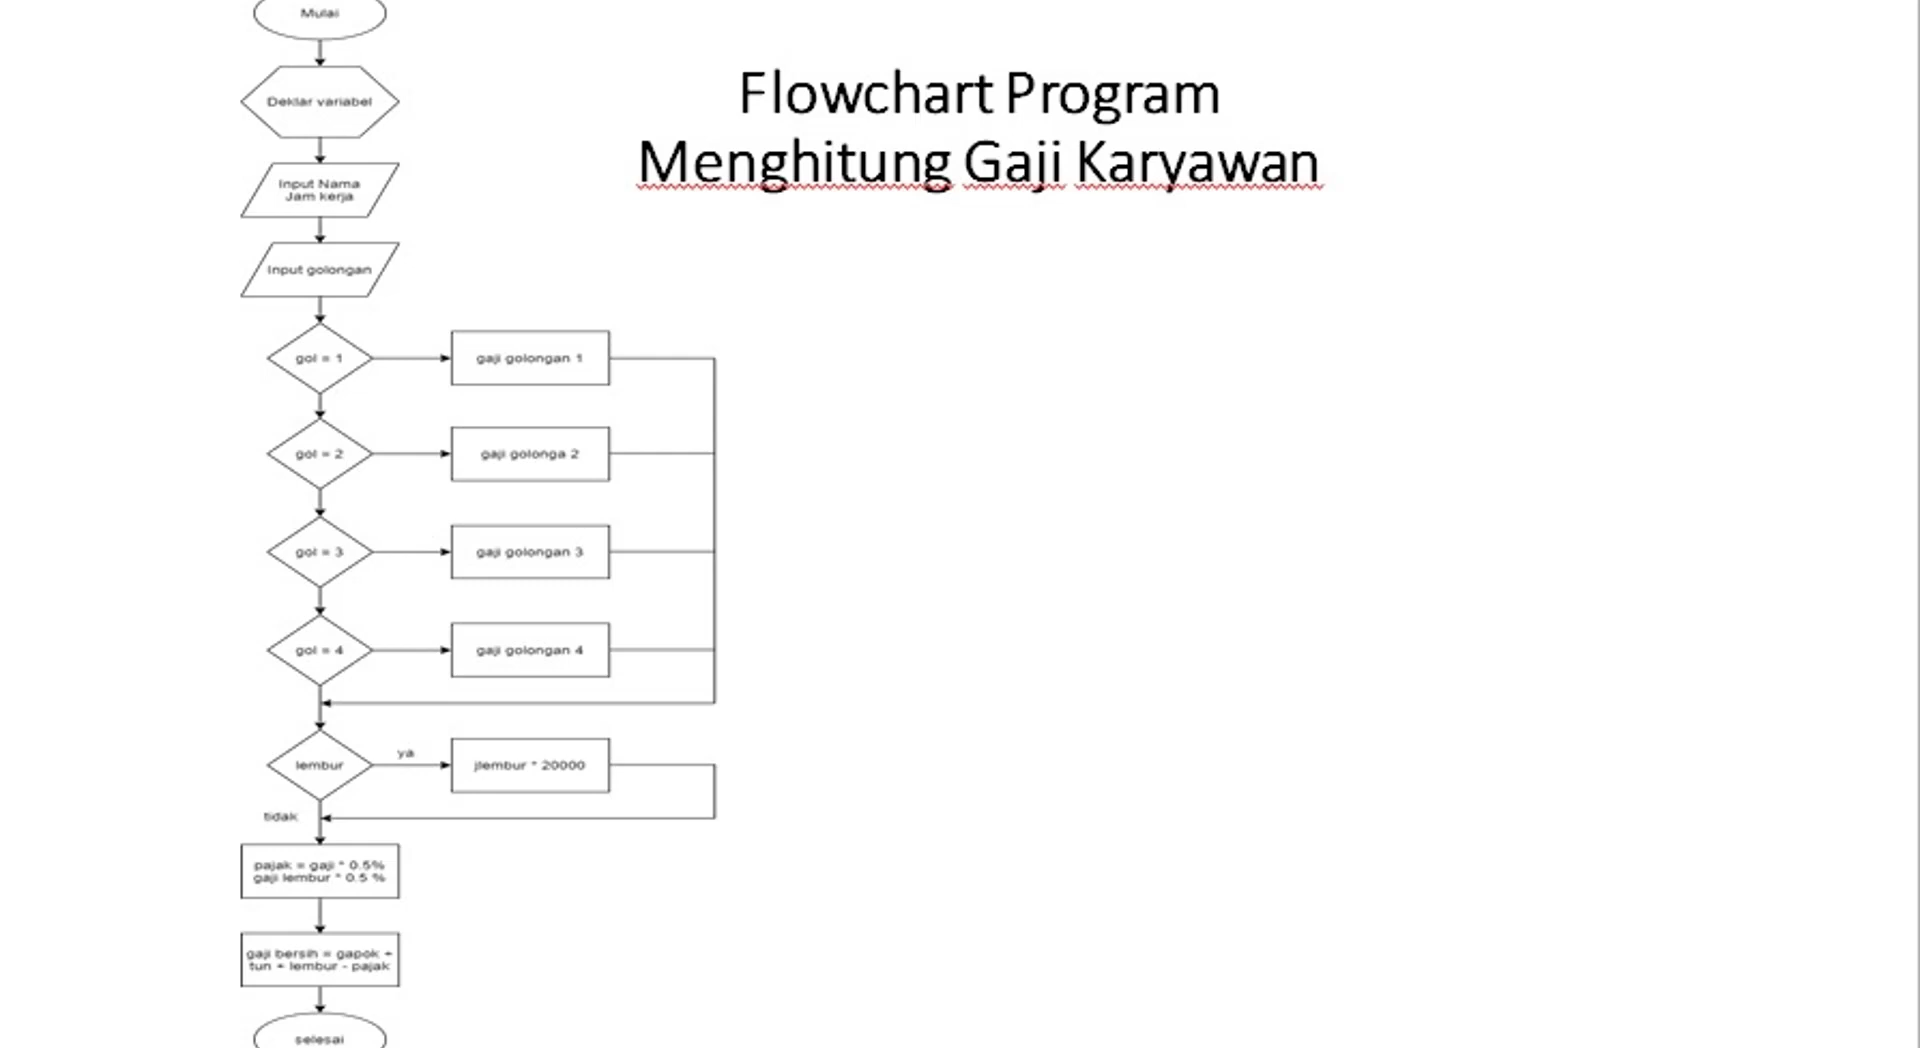 Mulai
Flowchart Program
Menghitung Gaji Karyawan
Deklar variabel
Input Nama
Jam kerja
Input golongan
gol = 1
gaji golongan 1
gol = 2
gaji golonga 2
gol = 3
gaji golongan 3
gol = 4
gaji golongan 4
lembur
ya
jlembur * 20000
tidak
pajak = gaji * 0.5%
gaji lembur * 0.5 %
gaji bersih = gapok +
tun + lembur - pajak
selesai